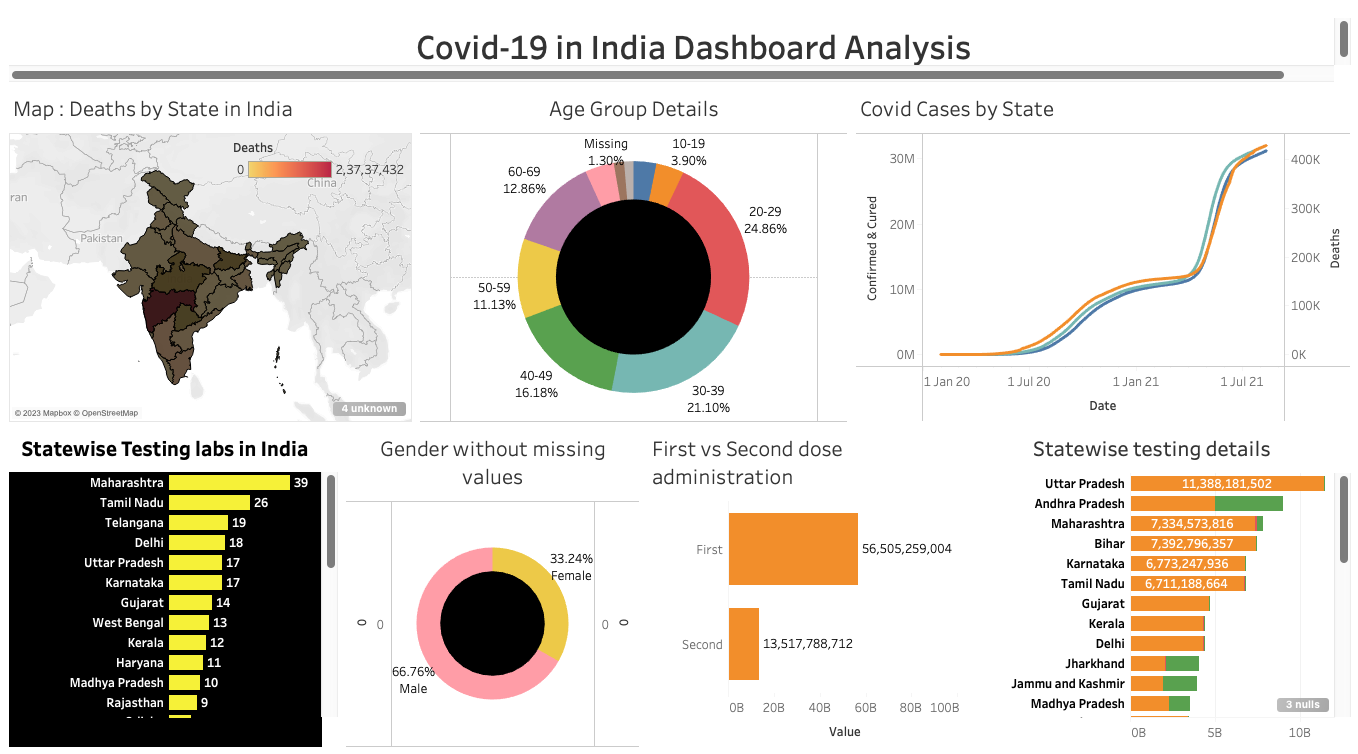 Covid-19 in India Dashboard Analysis
Map : Deaths by State in India
Deaths
0
2,37,37,432
China
ran
Pakistan
© 2023 Mapbox © OpenStreetMap
4 unknown
Age Group Details
Missing
1.30%
10-19
3.90%
60-69
12.86%
20-29
24.86%
50-59
11.13%
40-49
16.18%
30-39
21.10%
Covid Cases by State
30M
20M
10M
0M
Confirmed & Cured
400K
300K
200K
100K
0K
Deaths
1 Jan 20
1 Jul 20
1 Jan 21
1 Jul 21
Date
Statewise Testing labs in India
Maharashtra 39
Tamil Nadu 26
Telangana 19
Delhi 18
Uttar Pradesh 17
Karnataka 17
Gujarat 14
West Bengal 13
Kerala 12
Haryana 11
Madhya Pradesh 10
Rajasthan 9
Gender without missing
values
33.24%
Female
0 0
0 0
66.76%
Male
First vs Second dose
administration
First 56,505,259,004
Second 13,517,788,712
0B 20B 40B 60B 80B 100B
Value
Statewise testing details
Uttar Pradesh 11,388,181,502
Andhra Pradesh
Maharashtra 7,334,573,816
Bihar 7,392,796,357
Karnataka 6,773,247,936
Tamil Nadu 6,711,188,664
Gujarat
Kerala
Delhi
Jharkhand
Jammu and Kashmir
Madhya Pradesh
3 nulls
0B 5B 10B